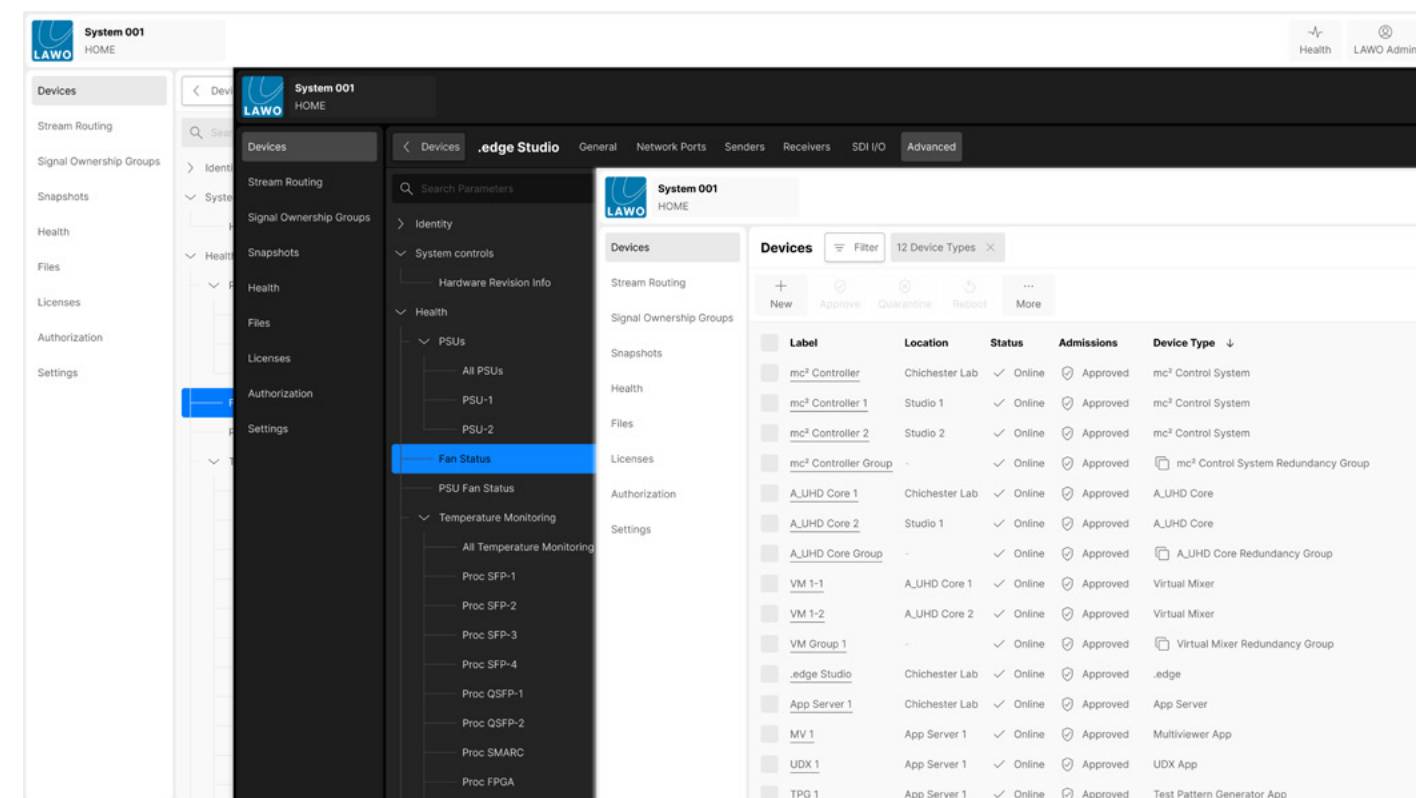 LAWO
System 001
HOME
Health
LAWO Admin
Devices
Stream Routing
Signal Ownership Groups
Snapshots
Health
Files
Licenses
Authorization
Settings
LAWO
System 001
HOME
Devices
Stream Routing
Signal Ownership Groups
Snapshots
Health
Files
Licenses
Authorization
Settings
Devices .edge Studio General Network Ports Senders Receivers SDI I/O Advanced
Search Parameters
Identity
System controls
Hardware Revision Info
Health
PSUs
All PSUs
PSU-1
PSU-2
Fan Status
PSU Fan Status
Temperature Monitoring
All Temperature Monitoring
Proc SFP-1
Proc SFP-2
Proc SFP-3
Proc SFP-4
Proc QSFP-1
Proc QSFP-2
Proc SMARC
Proc FPGA
LAWO
System 001
HOME
Devices
Stream Routing
Signal Ownership Groups
Snapshots
Health
Files
Licenses
Authorization
Settings
Devices Filter 12 Device Types
New Approve Quarantine Reboot More
Label Location Status Admissions Device Type
mc² Controller Chichester Lab Online Approved mc² Control System
mc² Controller 1 Studio 1 Online Approved mc² Control System
mc² Controller 2 Studio 2 Online Approved mc² Control System
mc² Controller Group - Online Approved mc² Control System Redundancy Group
A_UHD Core 1 Chichester Lab Online Approved A_UHD Core
A_UHD Core 2 Studio 1 Online Approved A_UHD Core
A_UHD Core Group - Online Approved A_UHD Core Redundancy Group
VM 1-1 A_UHD Core 1 Online Approved Virtual Mixer
VM 1-2 A_UHD Core 2 Online Approved Virtual Mixer
VM Group 1 - Online Approved Virtual Mixer Redundancy Group
.edge Studio Chichester Lab Online Approved .edge
App Server 1 Chichester Lab Online Approved App Server
MV 1 App Server 1 Online Approved Multiviewer App
UDX 1 App Server 1 Online Approved UDX App
TPG 1 App Server 1 Online Approved Test Pattern Generator App